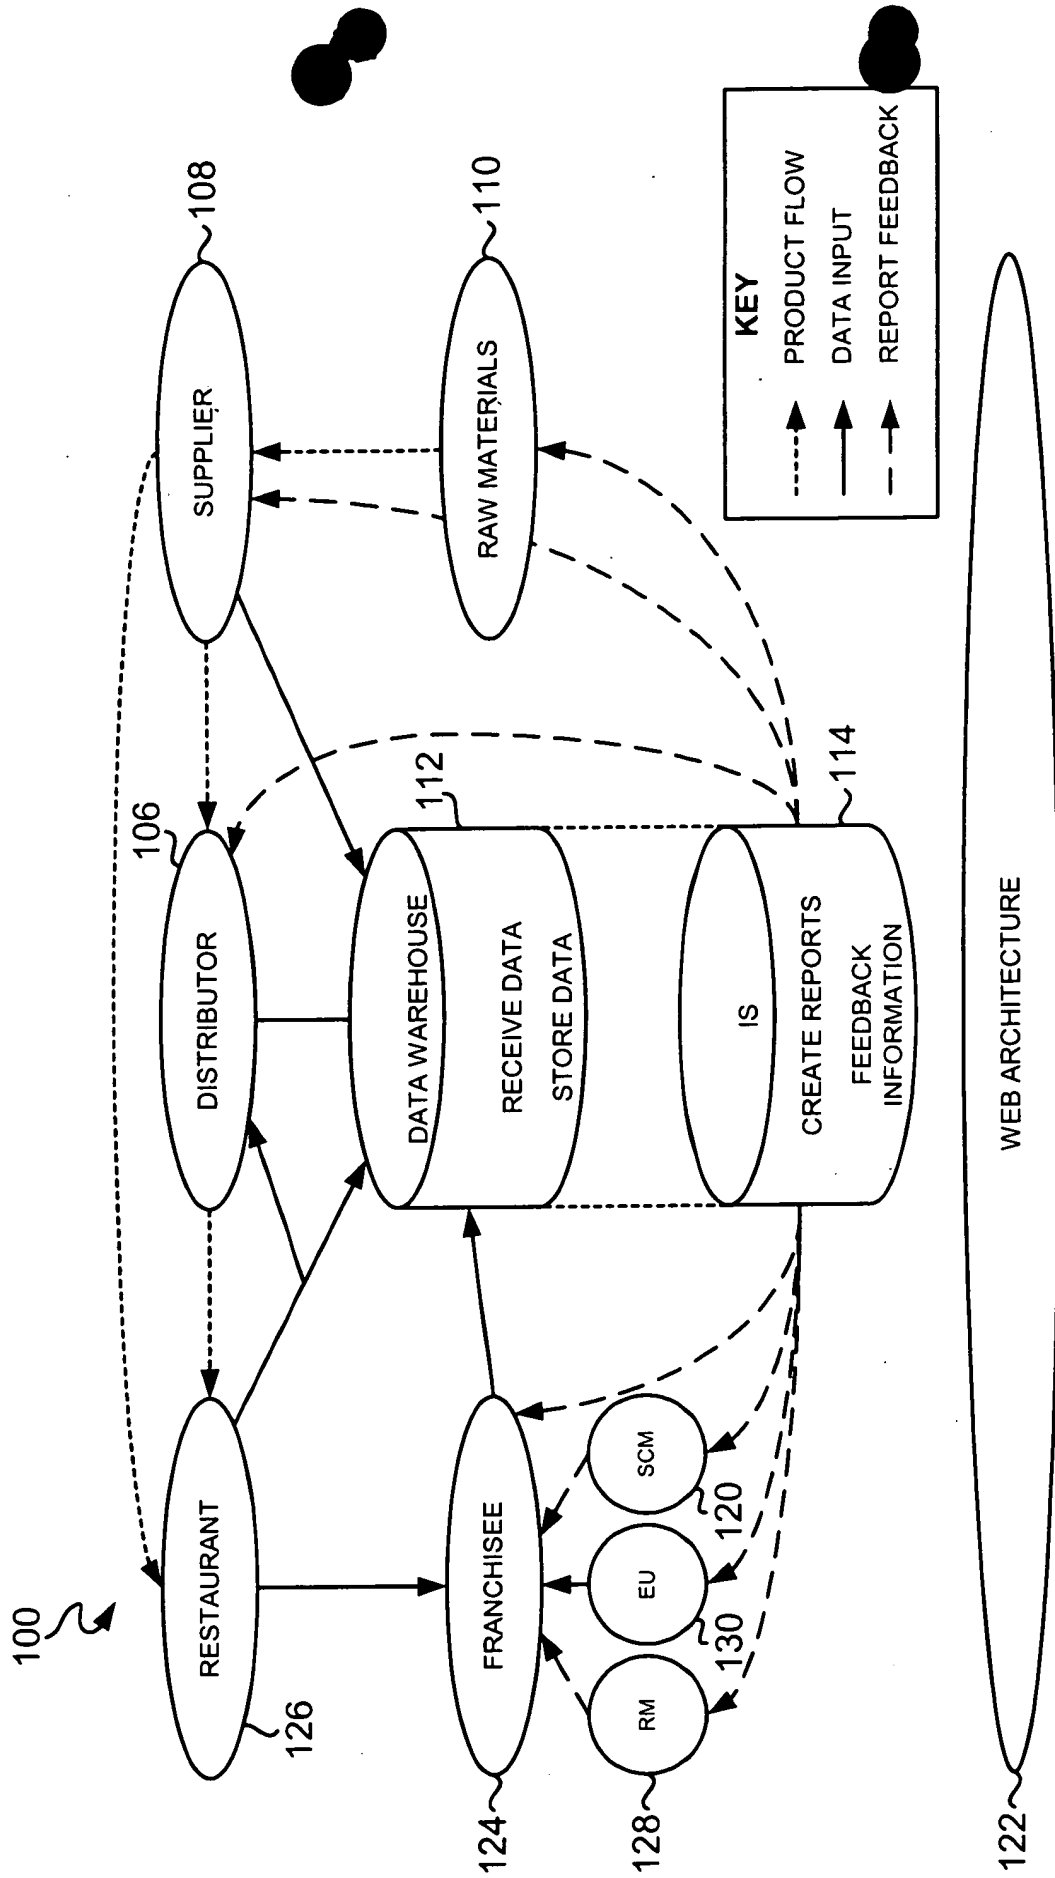 100
RESTAURANT
126
DISTRIBUTOR
106
SUPPLIER
108
FRANCHISEE
124
DATA WAREHOUSE
112
RECEIVE DATA
STORE DATA
RAW MATERIALS
110
RM
128
EU
130
SCM
120
IS
CREATE REPORTS
FEEDBACK
INFORMATION
114
KEY
PRODUCT FLOW
DATA INPUT
REPORT FEEDBACK
WEB ARCHITECTURE
122